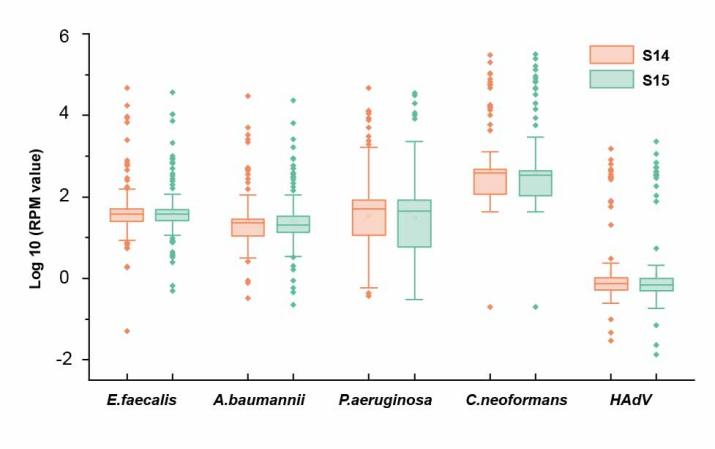 6
4
2
0
-2
Log 10 (RPM value)
S14
S15
E.faecalis
A.baumannii
P.aeruginosa
C.neoformans
HAdV